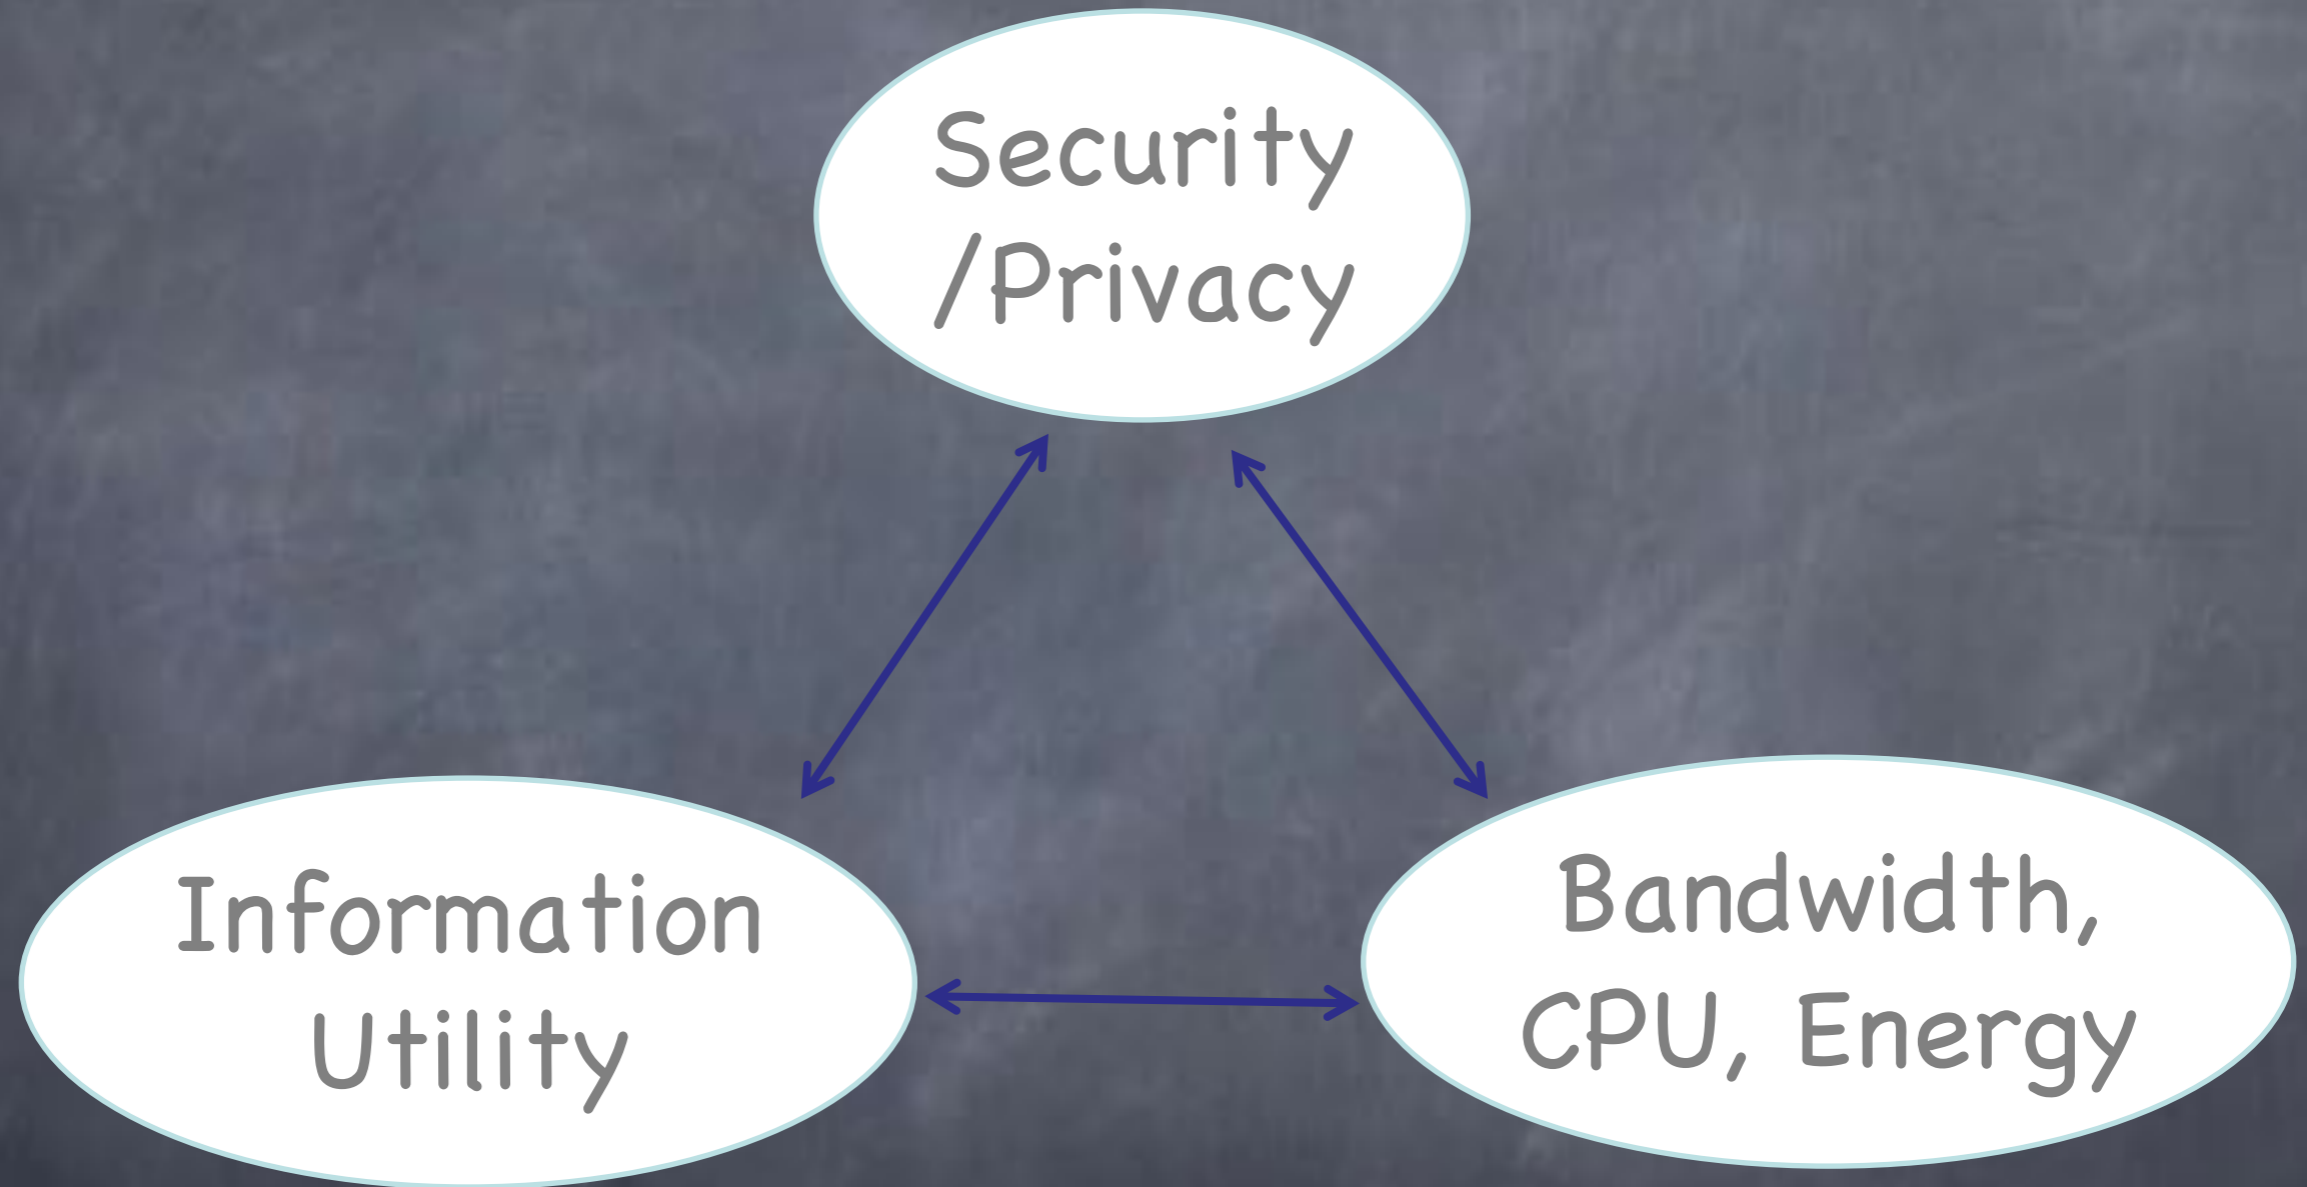 Security
/Privacy
Information
Utility
Bandwidth,
CPU, Energy